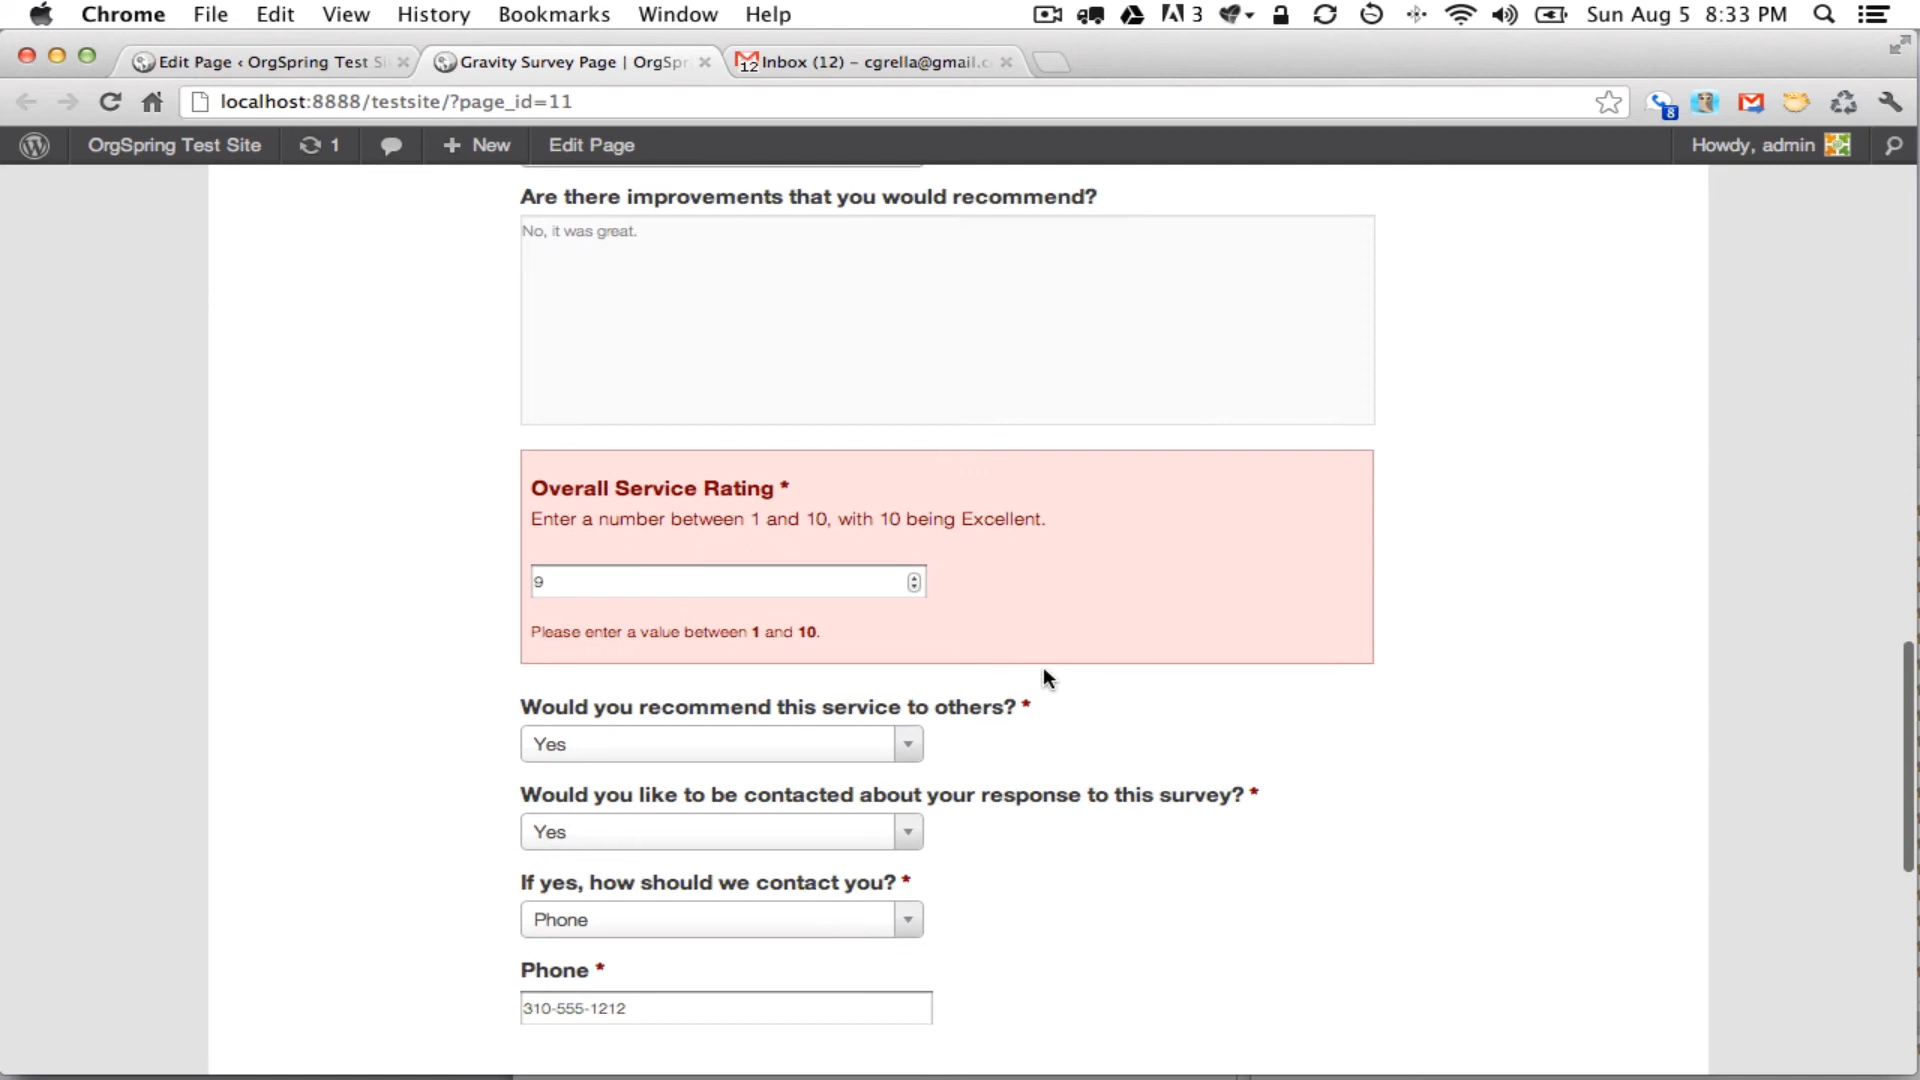 Chrome File Edit View History Bookmarks Window Help 3 Sun Aug 5 8:33 PM
Edit Page ‹ OrgSpring Test Si Gravity Survey Page | OrgSpr 12 Inbox (12) – cgrella@gmail.c
localhost:8888/testsite/?page_id=11 8
OrgSpring Test Site 1 + New Edit Page Howdy, admin
Are there improvements that you would recommend?
No, it was great.
Overall Service Rating *
Enter a number between 1 and 10, with 10 being Excellent.
9
Please enter a value between 1 and 10.
Would you recommend this service to others? *
Yes
Would you like to be contacted about your response to this survey? *
Yes
If yes, how should we contact you? *
Phone
Phone *
310-555-1212